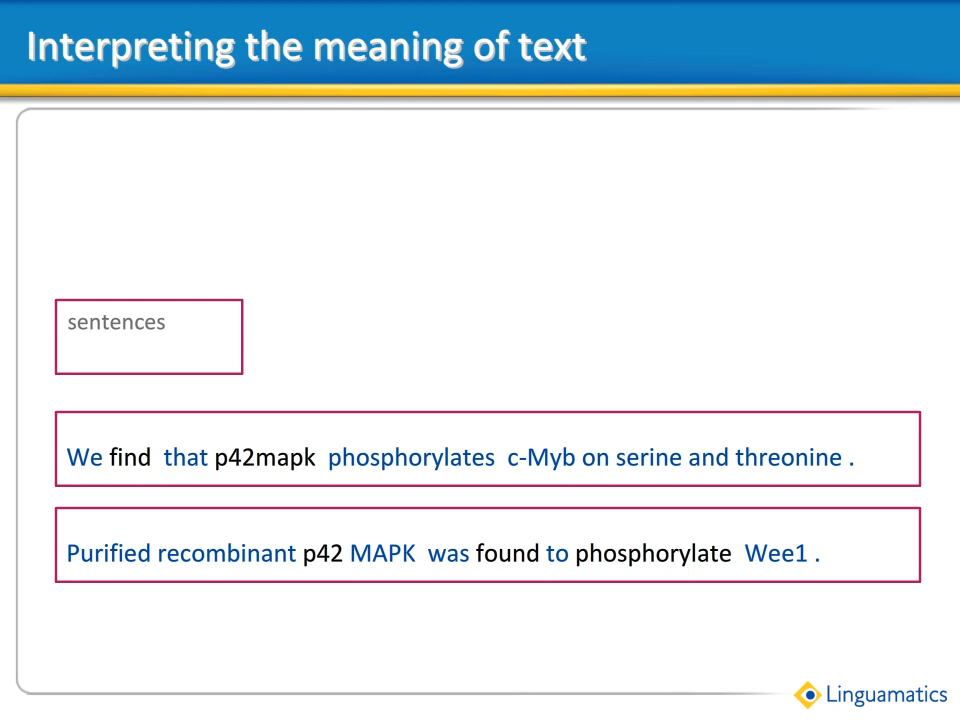 Interpreting the meaning of text
sentences
We find that p42mapk phosphorylates c-Myb on serine and threonine .
Purified recombinant p42 MAPK was found to phosphorylate Wee1 .
Linguamatics